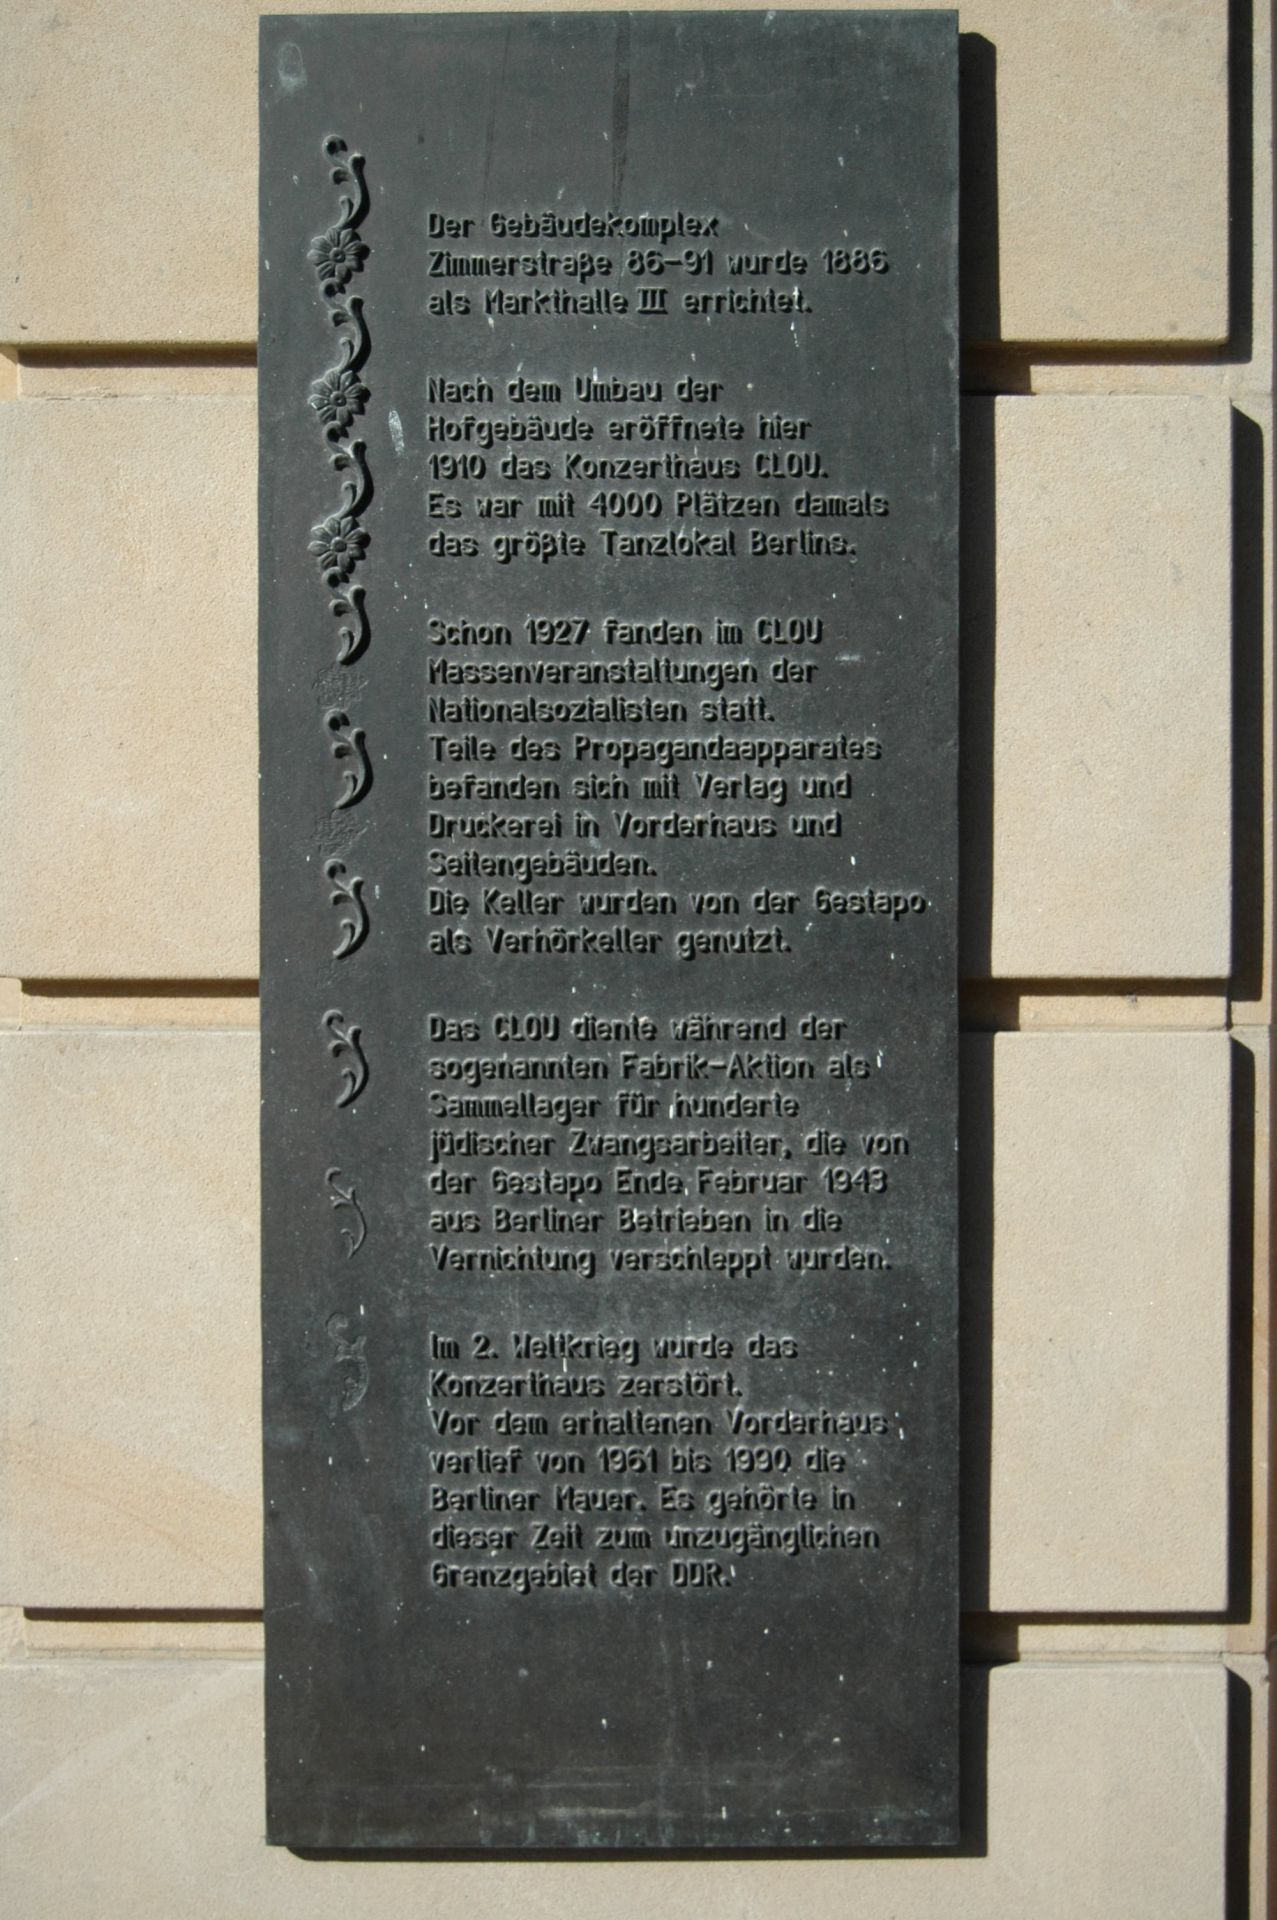 Der Gebäudekomplex
Zimmerstraße 86-91 wurde 1886
als Markthalle III errichtet.
Nach dem Umbau der
Hofgebäude eröffnete hier
1910 das Konzerthaus CLOU.
Es war mit 4000 Plätzen damals
das größte Tanzlokal Berlins.
Schon 1927 fanden im CLOU
Massenveranstaltungen der
Nationalsozialisten statt.
Teile des Propagandaapparates
befanden sich mit Verlag und
Druckerei in Vorderhaus und
Seitengebäuden.
Die Keller wurden von der Gestapo
als Verhörkeller genutzt.
Das CLOU diente während der
sogenannten Fabrik-Aktion als
Sammellager für hunderte
jüdischer Zwangsarbeiter, die von
der Gestapo Ende Februar 1943
aus Berliner Betrieben in die
Vernichtung verschleppt wurden.
Im 2. Weltkrieg wurde das
Konzerthaus zerstört.
Vor dem erhaltenen Vorderhaus
verlief von 1961 bis 1990 die
Berliner Mauer. Es gehörte in
dieser Zeit zum unzugänglichen
Grenzgebiet der DDR.